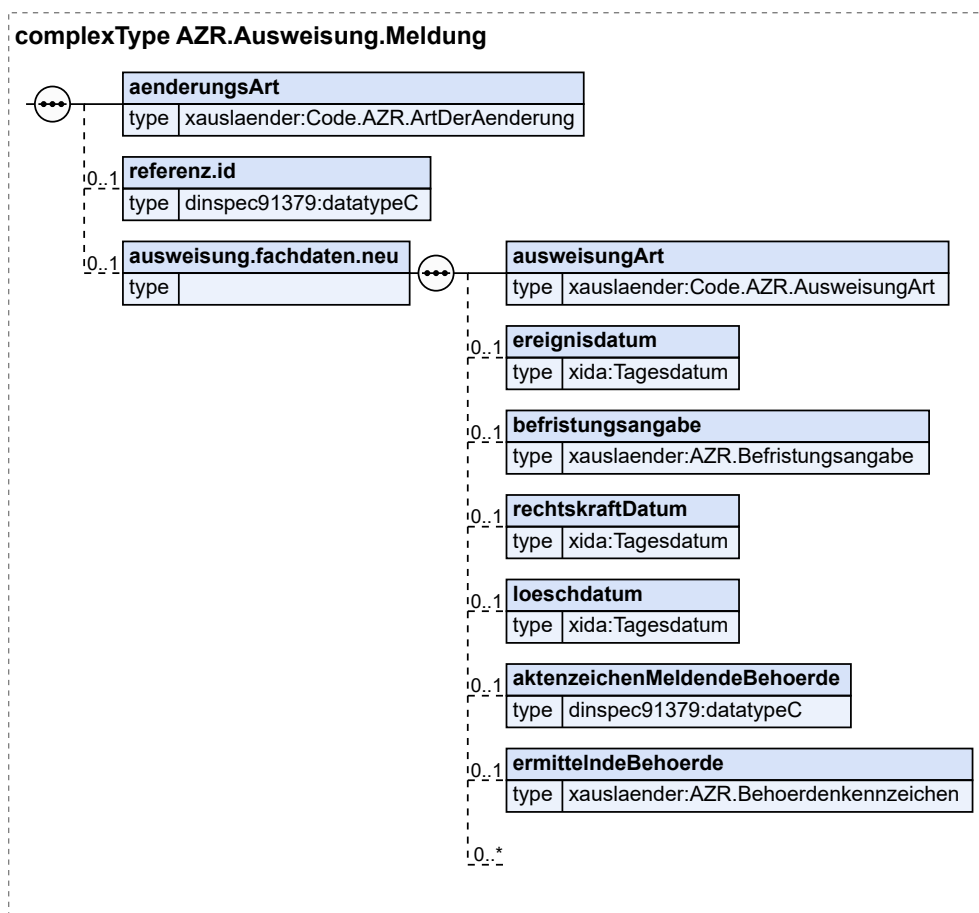 complexType AZR.Ausweisung.Meldung
aenderungsArt
type xauslaender:Code.AZR.ArtDerAenderung
0..1 referenz.id
type dinspec91379:datatypeC
0..1 ausweisung.fachdaten.neu
type
ausweisungArt
type xauslaender:Code.AZR.AusweisungArt
0..1 ereignisdatum
type xida:Tagesdatum
0..1 befristungsangabe
type xauslaender:AZR.Befristungsangabe
0..1 rechtskraftDatum
type xida:Tagesdatum
0..1 loeschdatum
type xida:Tagesdatum
0..1 aktenzeichenMeldendeBehoerde
type dinspec91379:datatypeC
0..1 ermittelndeBehoerde
type xauslaender:AZR.Behoerdenkennzeichen
0..*